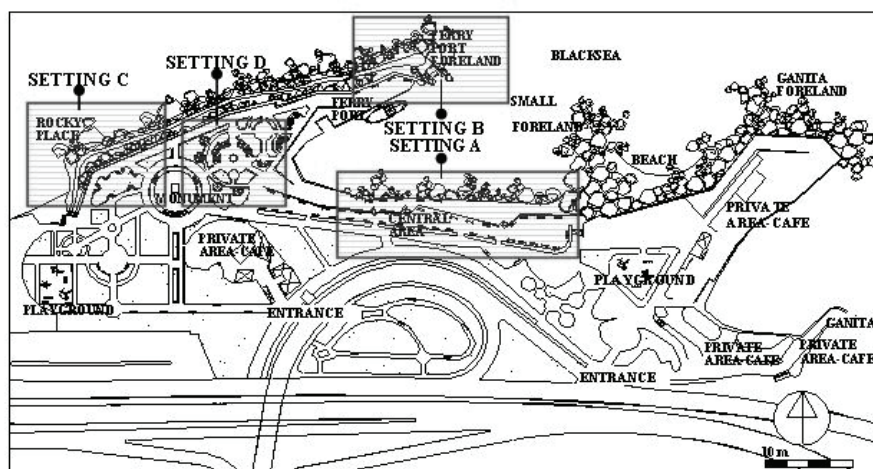 FERRY
PORT
FORELAND
BLACKSEA
SETTING D
SETTING C
GANITA
FORELAND
ROCKY
PLACE
FERRY
PORT
SMALL
FORELAND
SETTING B
SETTING A
BEACH
MONUMENT
CENTRAL
AREA
PRIVATE
AREA-CAFE
PRIVATE
AREA-CAFE
PLAYGROUND
PLAYGROUND
ENTRANCE
GANITA
PRIVATE
AREA-CAFE
PRIVATE
AREA-CAFE
ENTRANCE
10 m